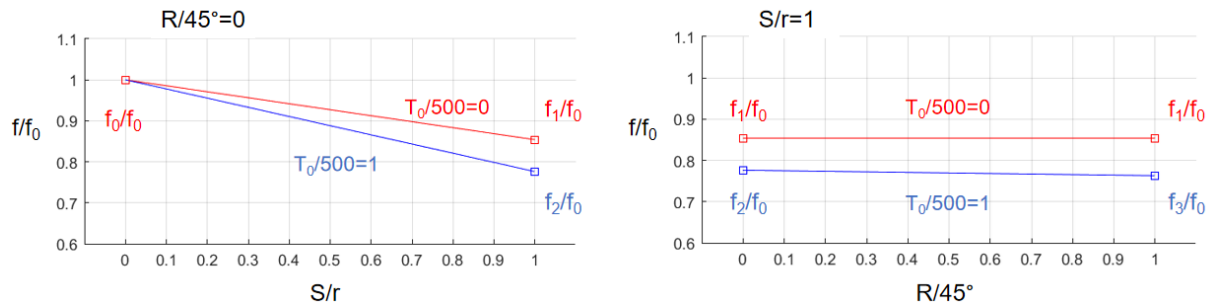 R/45°=0
1.1
1
0.9
0.8
0.7
0.6
f/f₀
f₀/f₀
T₀/500=0
f₁/f₀
T₀/500=1
f₂/f₀
0 0.1 0.2 0.3 0.4 0.5 0.6 0.7 0.8 0.9 1
S/r
S/r=1
1.1
1
0.9
0.8
0.7
0.6
f/f₀
f₁/f₀
T₀/500=0
f₁/f₀
f₂/f₀
T₀/500=1
f₃/f₀
0 0.1 0.2 0.3 0.4 0.5 0.6 0.7 0.8 0.9 1
R/45°